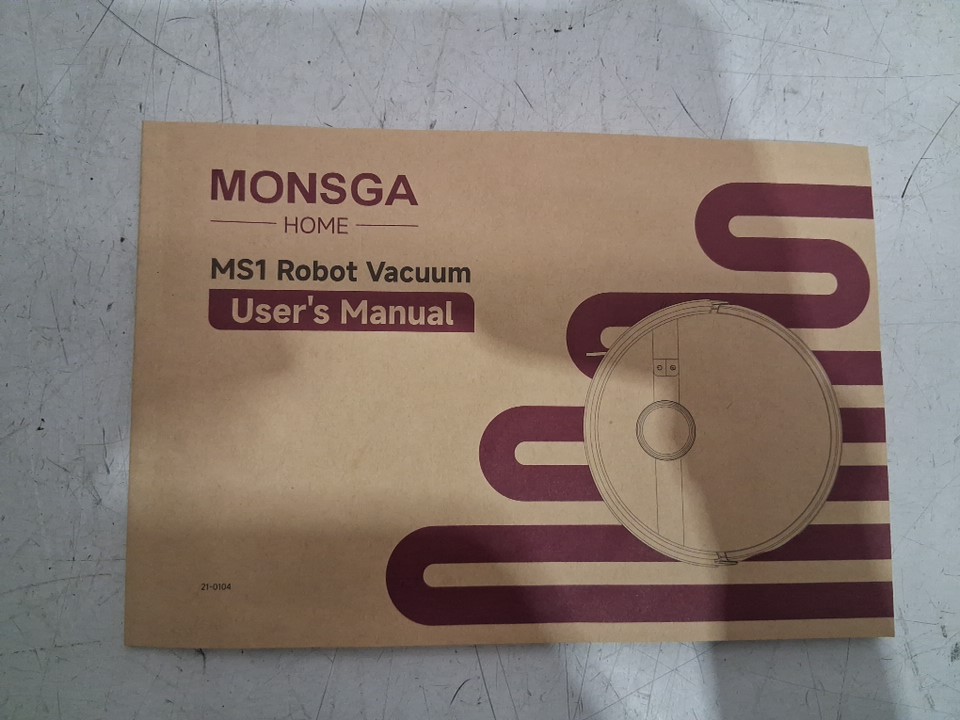 MONSGA
HOME
MS1 Robot Vacuum
User's Manual
21-0104